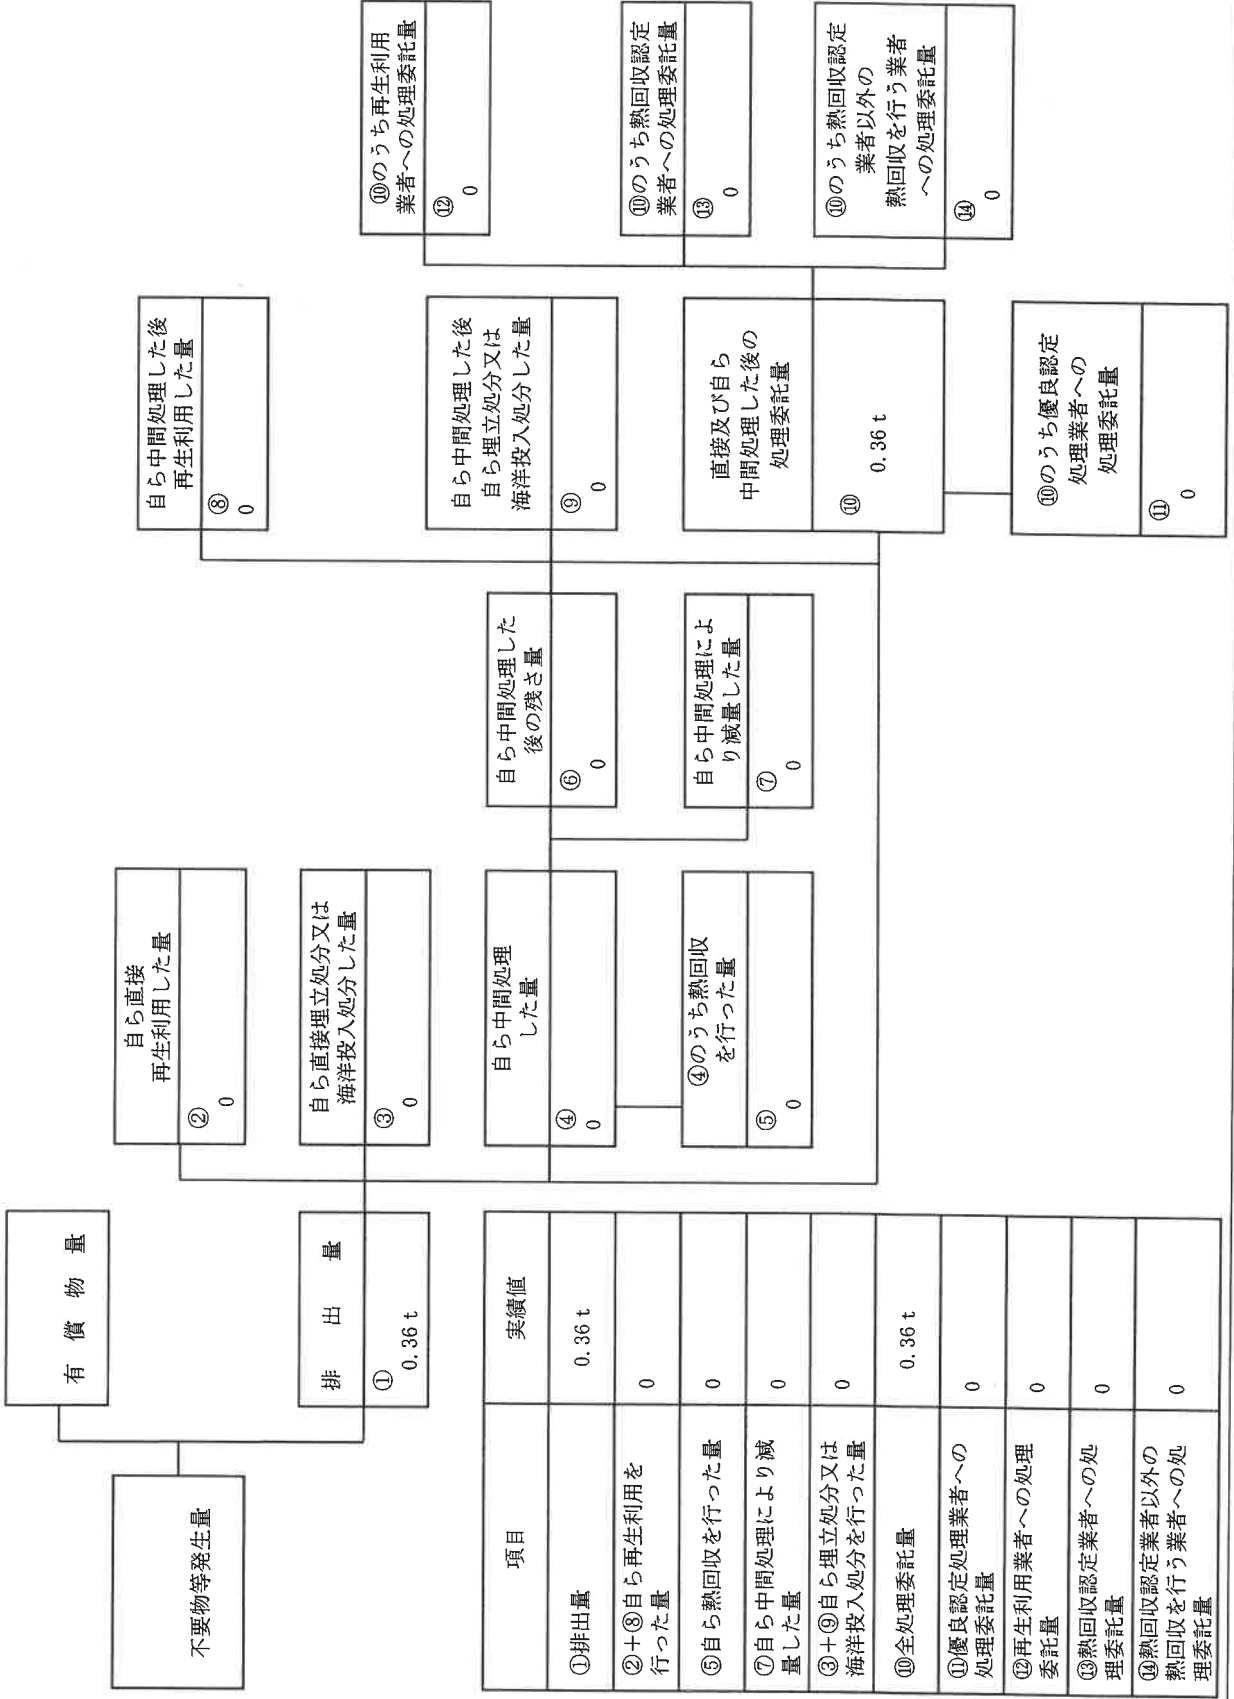 不要物等発生量
有償物量
排出量
①
0.36 t
自ら直接
再生利用した量
②
0
自ら直接埋立処分又は
海洋投入処分した量
③
0
自ら中間処理
した量
④
0
④のうち熱回収
を行った量
⑤
0
自ら中間処理した
後の残さ量
⑥
0
自ら中間処理によ
り減量した量
⑦
0
自ら中間処理した後
再生利用した量
⑧
0
自ら中間処理した後
自ら埋立処分又は
海洋投入処分した量
⑨
0
直接及び自ら
中間処理した後の
処理委託量
⑩
0.36 t
⑩のうち優良認定
処理業者への
処理委託量
⑪
0
⑩のうち再生利用
業者への処理委託量
⑫
0
⑩のうち熱回収認定
業者への処理委託量
⑬
0
⑩のうち熱回収認定
業者以外の
熱回収を行う業者
への処理委託量
⑭
0
項目
実績値
①排出量
0.36 t
②+⑧自ら再生利用を
行った量
0
⑤自ら熱回収を行った量
0
⑦自ら中間処理により減
量した量
0
③+⑨自ら埋立処分又は
海洋投入処分を行った量
0
⑩全処理委託量
0.36 t
⑪優良認定処理業者への
処理委託量
0
⑫再生利用業者への処理
委託量
0
⑬熱回収認定業者への処
理委託量
0
⑭熱回収認定業者以外の
熱回収を行う業者への処
理委託量
0